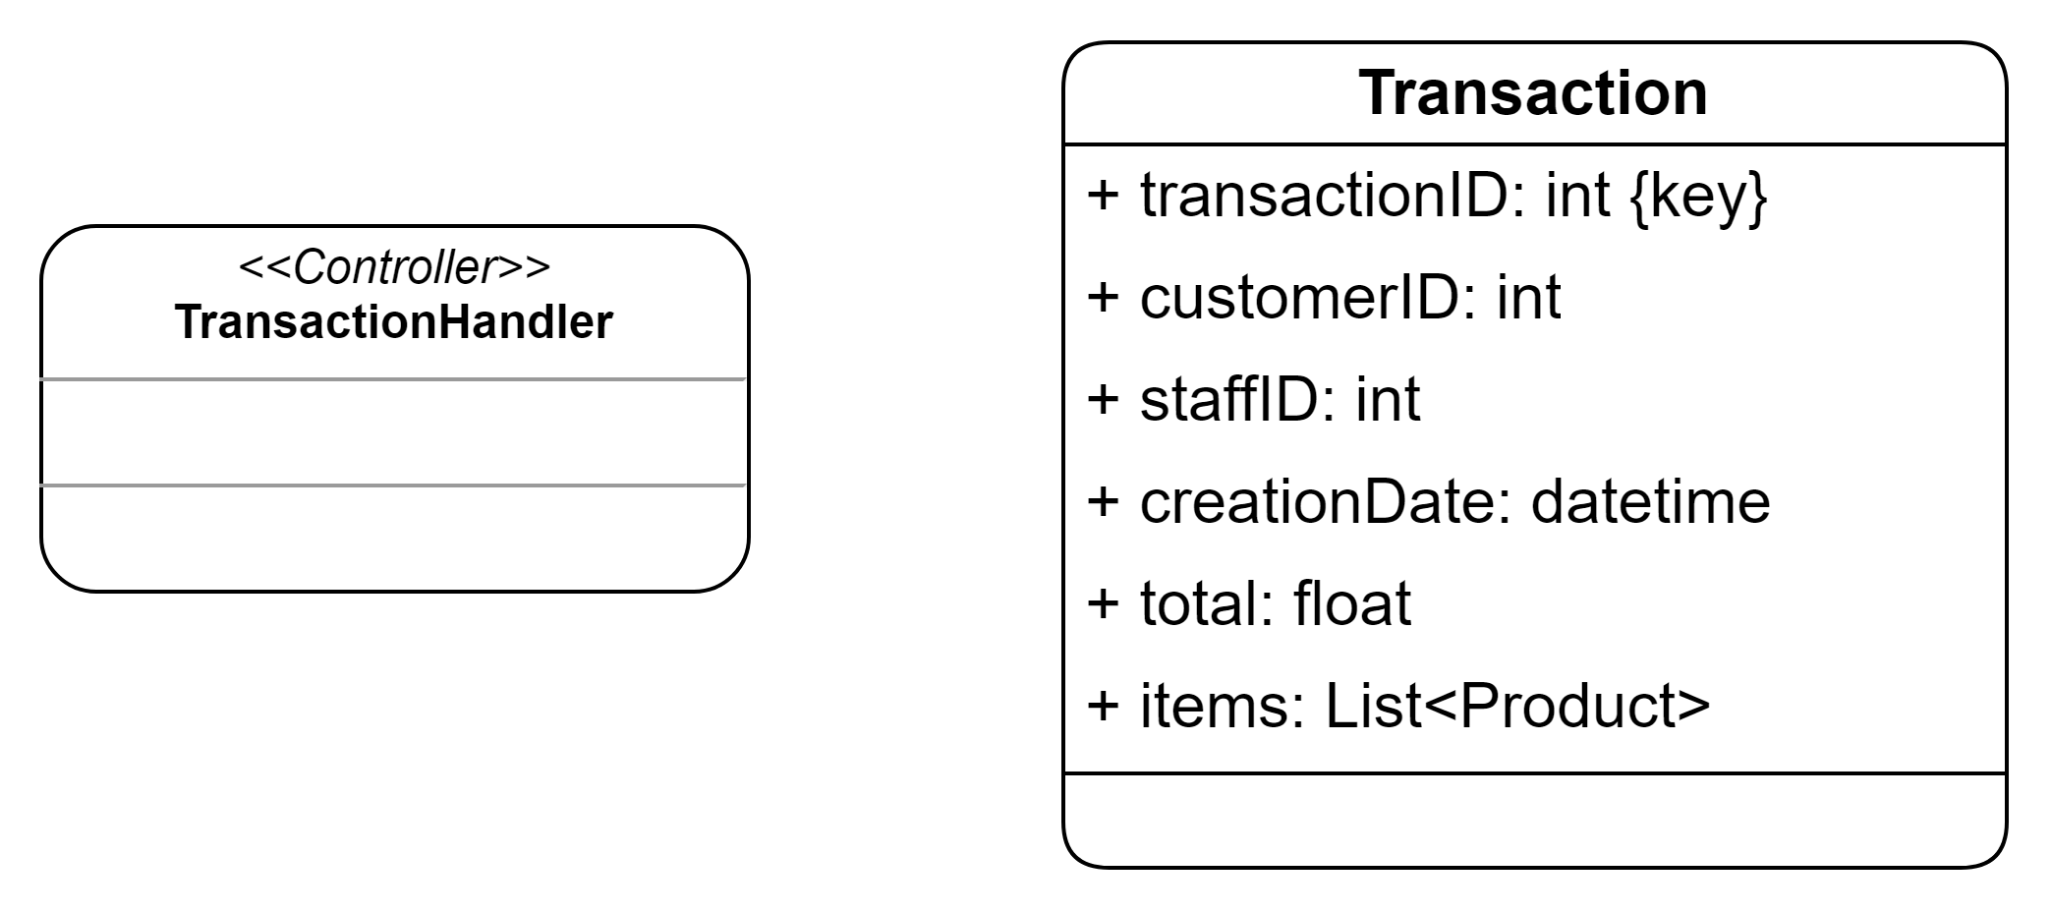 <<Controller>>
TransactionHandler
Transaction
+ transactionID: int {key}
+ customerID: int
+ staffID: int
+ creationDate: datetime
+ total: float
+ items: List<Product>